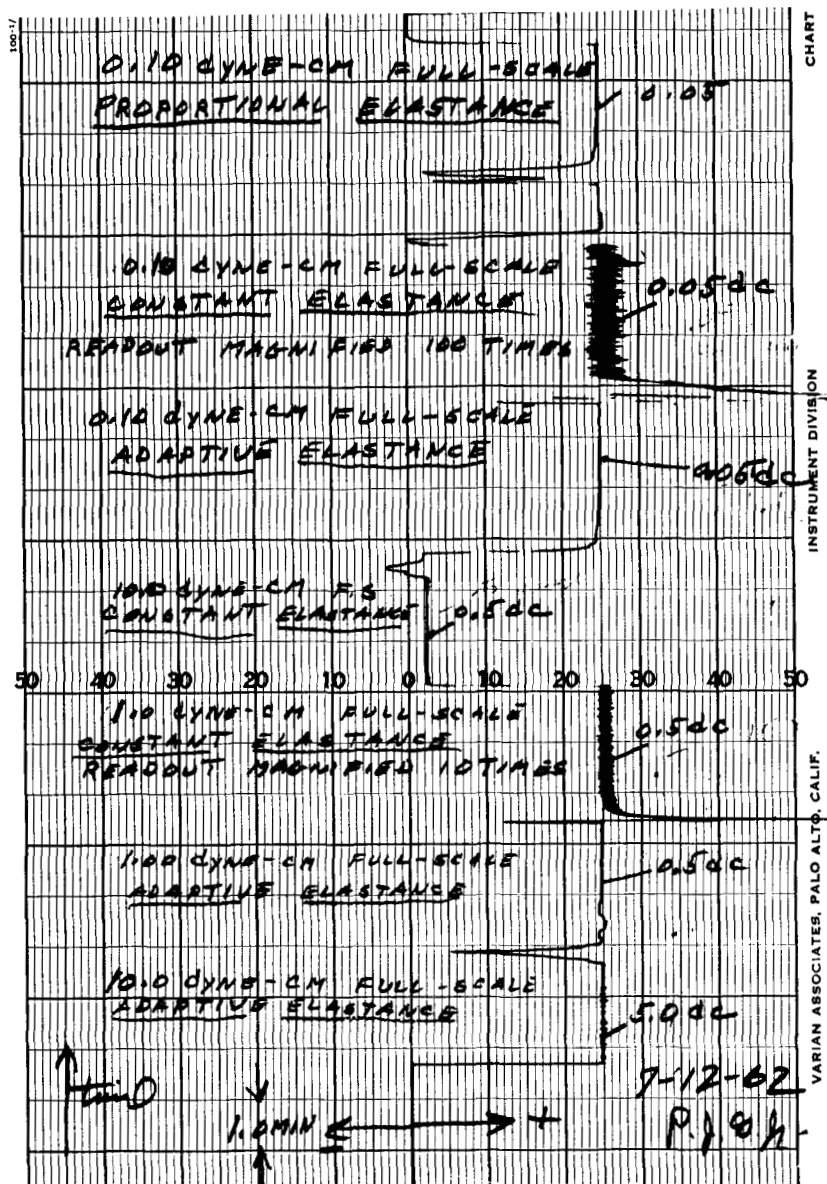 100-1/
CHART
0.10 dYNE-CM FULL-SCALE
PROPORTIONAL ELASTANCE
0.05
0.10 dYNE-CM FULL-SCALE
CONSTANT ELASTANCE
READOUT MAGNIFIED 100 TIMES
0.05 dc
INSTRUMENT DIVISION
0.10 dYNE-CM FULL-SCALE
ADAPTIVE ELASTANCE
0.05 dc
10.0 dYNE-CM F.S
CONSTANT ELASTANCE
0.5 dc
50 40 30 20 10 0 10 20 30 40 50
1.0 dYNE-CM FULL-SCALE
CONSTANT ELASTANCE
READOUT MAGNIFIED 10 TIMES
0.5 dc
VARIAN ASSOCIATES, PALO ALTO, CALIF.
1.00 dYNE-CM FULL-SCALE
ADAPTIVE ELASTANCE
0.5 dc
10.0 dYNE-CM FULL-SCALE
ADAPTIVE ELASTANCE
5.0 dc
1.0 MIN
- +
7-12-62